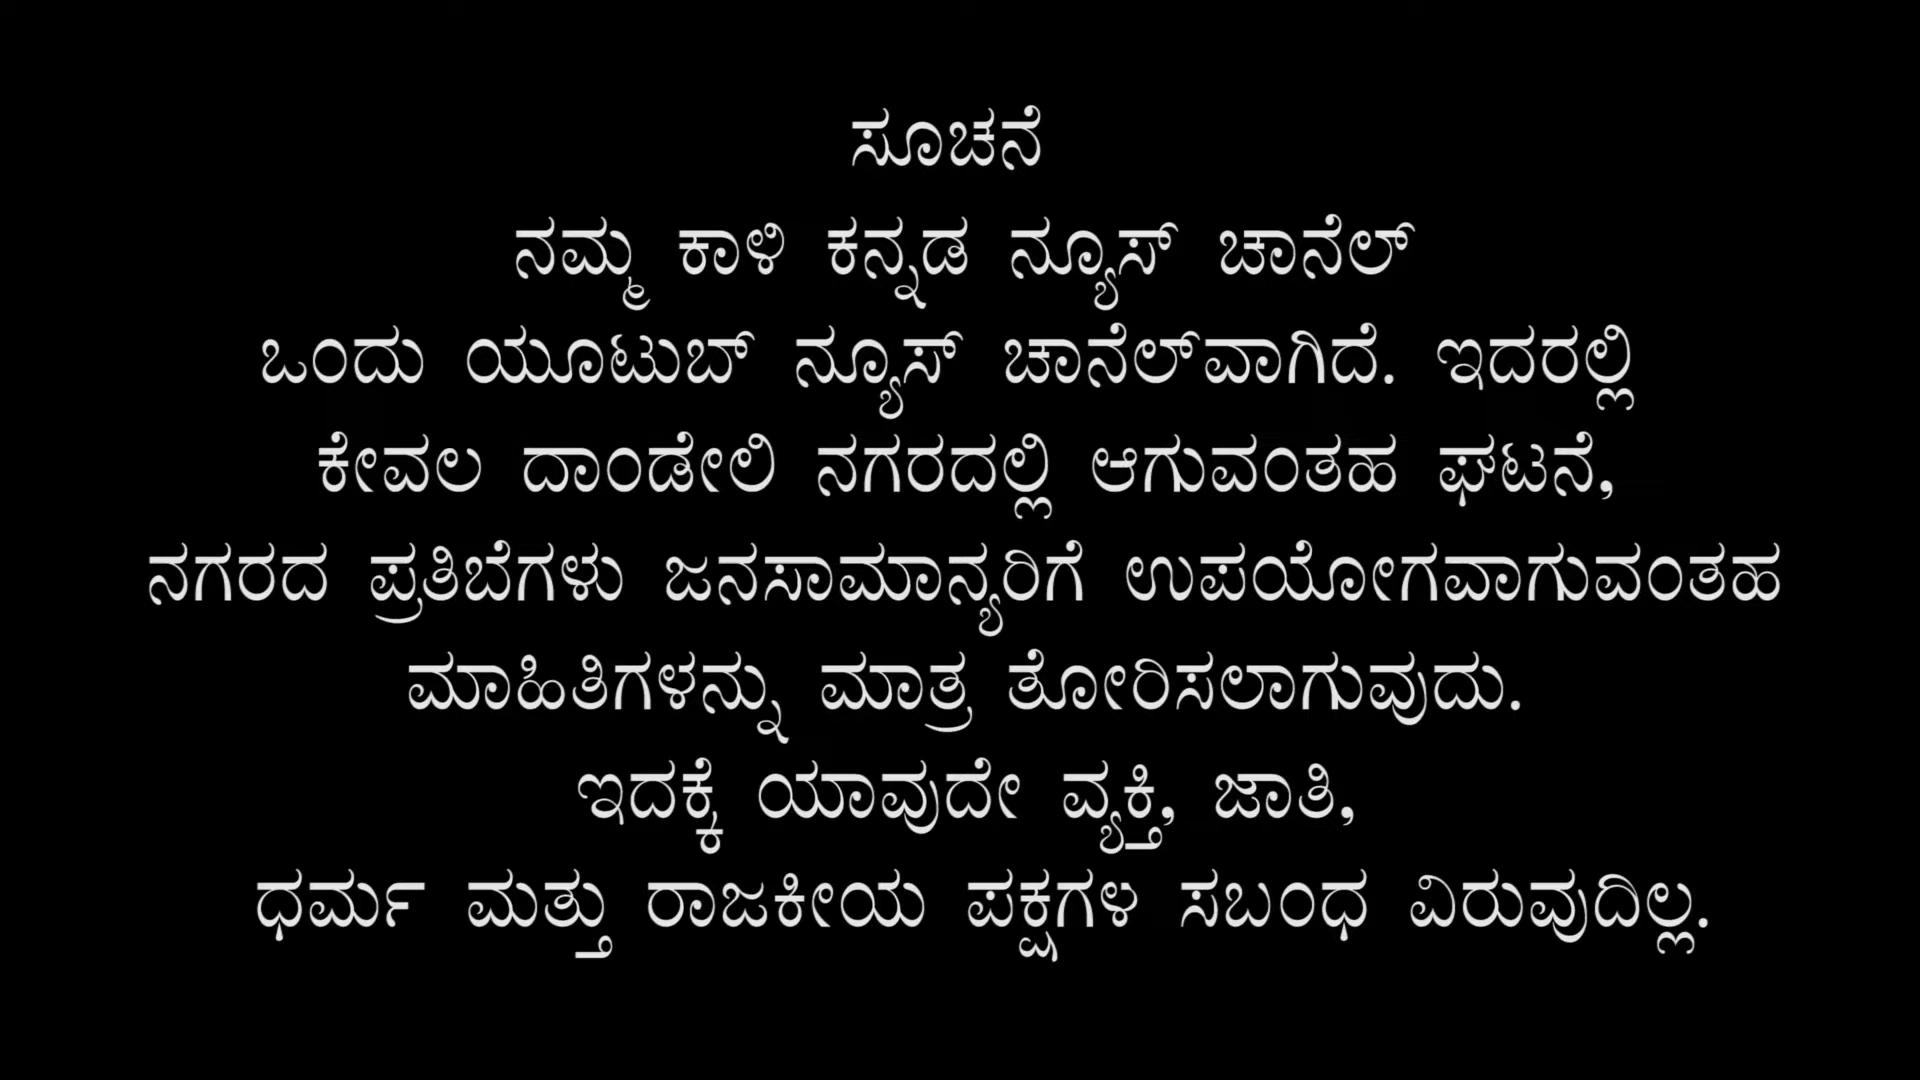 ಸೂಚನೆ
ನಮ್ಮ ಕಾಳಿ ಕನ್ನಡ ನ್ಯೂಸ್ ಚಾನೆಲ್
ಒಂದು ಯೂಟುಬ್ ನ್ಯೂಸ್ ಚಾನೆಲ್‌ವಾಗಿದೆ. ಇದರಲ್ಲಿ
ಕೇವಲ ದಾಂಡೇಲಿ ನಗರದಲ್ಲಿ ಆಗುವಂತಹ ಘಟನೆ,
ನಗರದ ಪ್ರತಿಬೆಗಳು ಜನಸಾಮಾನ್ಯರಿಗೆ ಉಪಯೋಗವಾಗುವಂತಹ
ಮಾಹಿತಿಗಳನ್ನು ಮಾತ್ರ ತೋರಿಸಲಾಗುವುದು.
ಇದಕ್ಕೆ ಯಾವುದೇ ವ್ಯಕ್ತಿ, ಜಾತಿ,
ಧರ್ಮ ಮತ್ತು ರಾಜಕೀಯ ಪಕ್ಷಗಳ ಸಬಂಧ ವಿರುವುದಿಲ್ಲ.